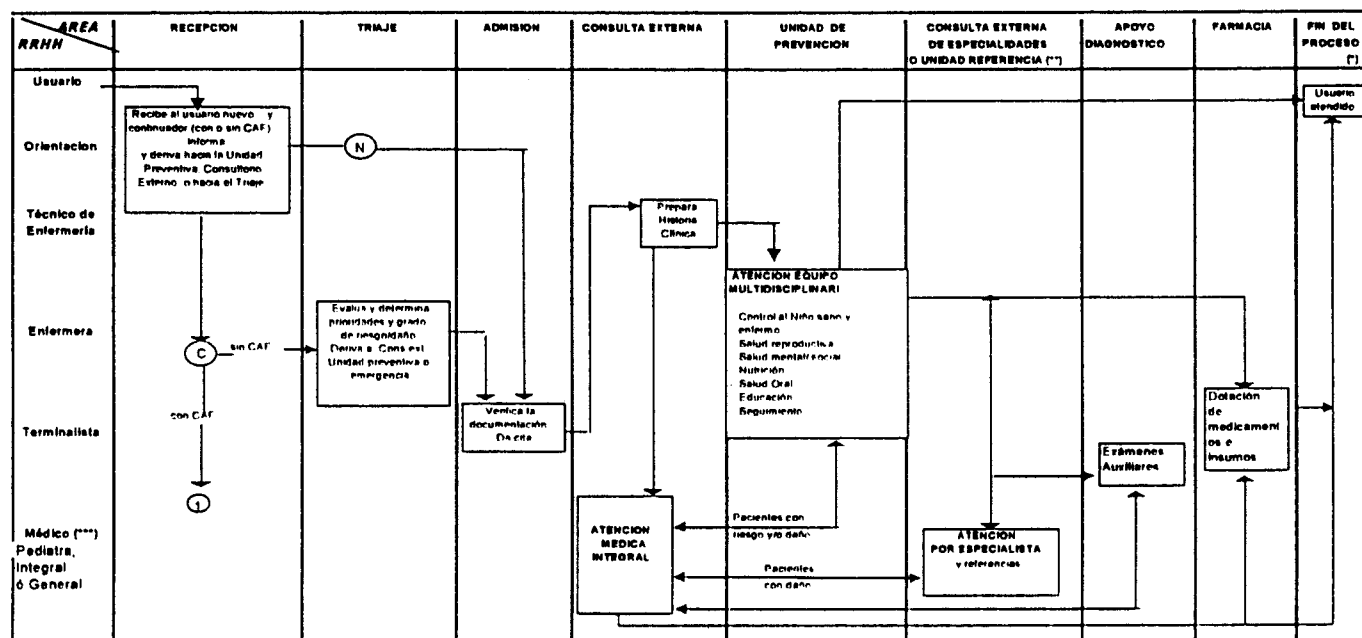 AREA
RRHH
RECEPCION
TRIAJE
ADMISION
CONSULTA EXTERNA
UNIDAD DE
PREVENCION
CONSULTA EXTERNA
DE ESPECIALIDADES
O UNIDAD REFERENCIA (**)
APOYO
DIAGNOSTICO
FARMACIA
FIN DEL
PROCESO
(*)
Usuario
Orientacion
Técnico de
Enfermería
Enfermera
Terminalista
Médico (***)
Pediatra,
Integral
ó General
Recibe al usuario nuevo y
continuador (con o sin CAF)
Informa
y deriva hacia la Unidad
Preventiva, Consultorio
Externo o hacia el Triaje
N
C
sin CAF
con CAF
1
Evalua y determina
prioridades y grado
de riesgo/daño
Deriva a Cons ext
Unidad preventiva o
emergencia
Verifica la
documentación
Da cita
Prepara
Historia
Clínica
ATENCION
MEDICA
INTEGRAL
ATENCION EQUIPO
MULTIDISCIPLINARI
Control al Niño sano y
enfermo
Salud reproductiva
Salud mental/social
Nutrición
Salud Oral
Educación
Seguimiento
Pacientes con
riesgo y/o daño
Pacientes
con daño
ATENCION
POR ESPECIALISTA
y referencias
Exámenes
Auxiliares
Dotación
de
medicament
os e
insumos
Usuario
atendido